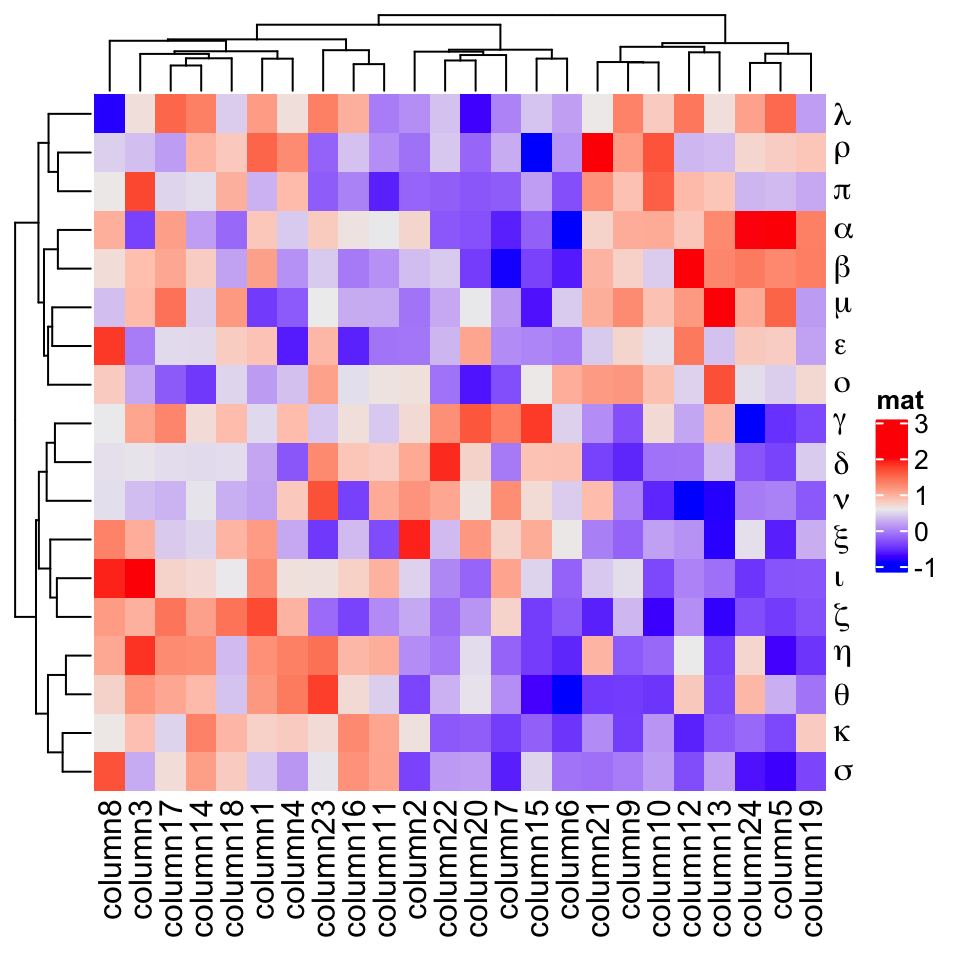 λ
ρ
π
α
β
μ
ε
ο
γ
δ
ν
ξ
ι
ζ
η
θ
κ
σ
mat
3
2
1
0
-1
column8
column3
column17
column14
column18
column1
column4
column23
column16
column11
column2
column22
column20
column7
column15
column6
column21
column9
column10
column12
column13
column24
column5
column19